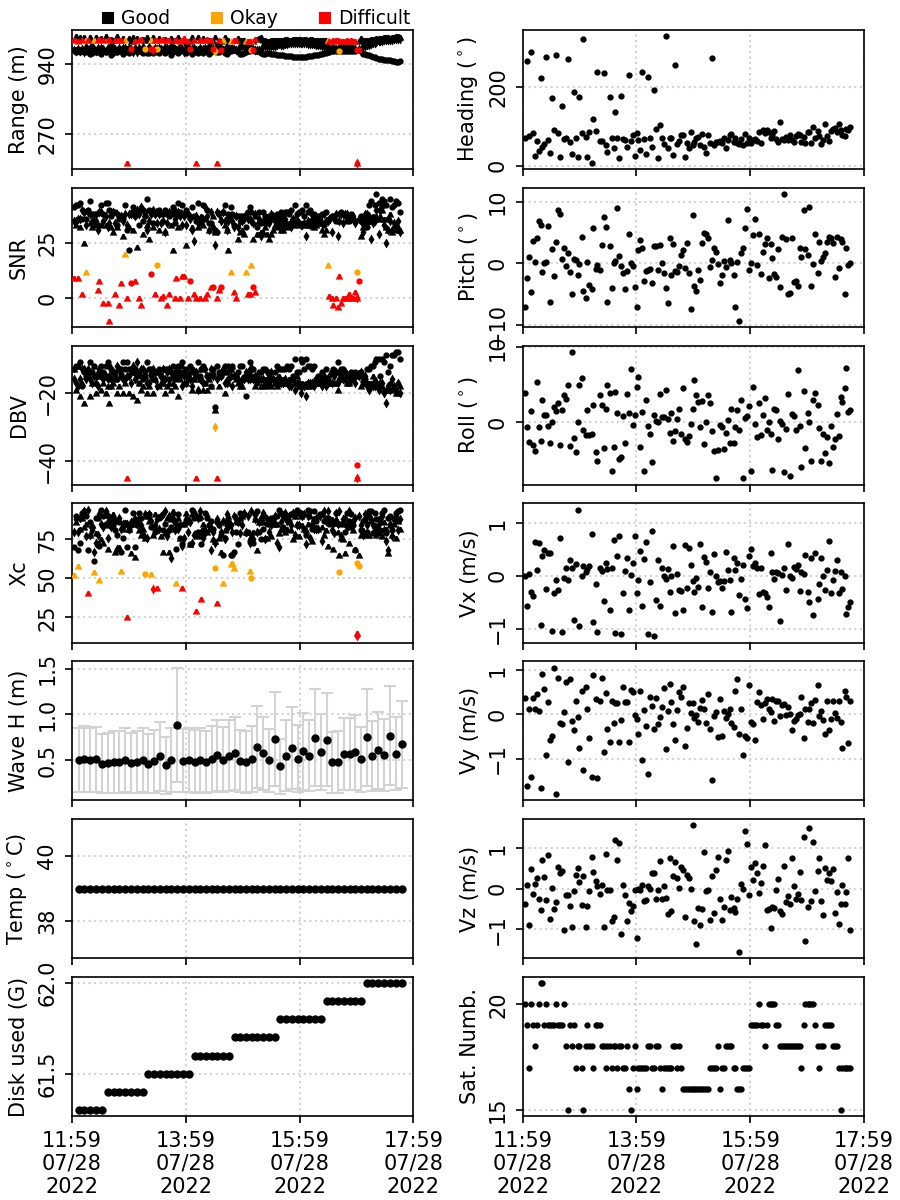 Good Okay Difficult
Range (m)
940
270
Heading (°)
200
0
SNR
25
0
Pitch (°)
10
0
−10
DBV
−20
−40
Roll (°)
10
0
Xc
75
50
25
Vx (m/s)
1
0
−1
Wave H (m)
1.5
1.0
0.5
Vy (m/s)
1
0
−1
Temp (°C)
40
38
Vz (m/s)
1
0
−1
Disk used (G)
62.0
61.5
Sat. Numb.
20
15
11:59 13:59 15:59 17:59
07/28 07/28 07/28 07/28
2022 2022 2022 2022
11:59 13:59 15:59 17:59
07/28 07/28 07/28 07/28
2022 2022 2022 2022